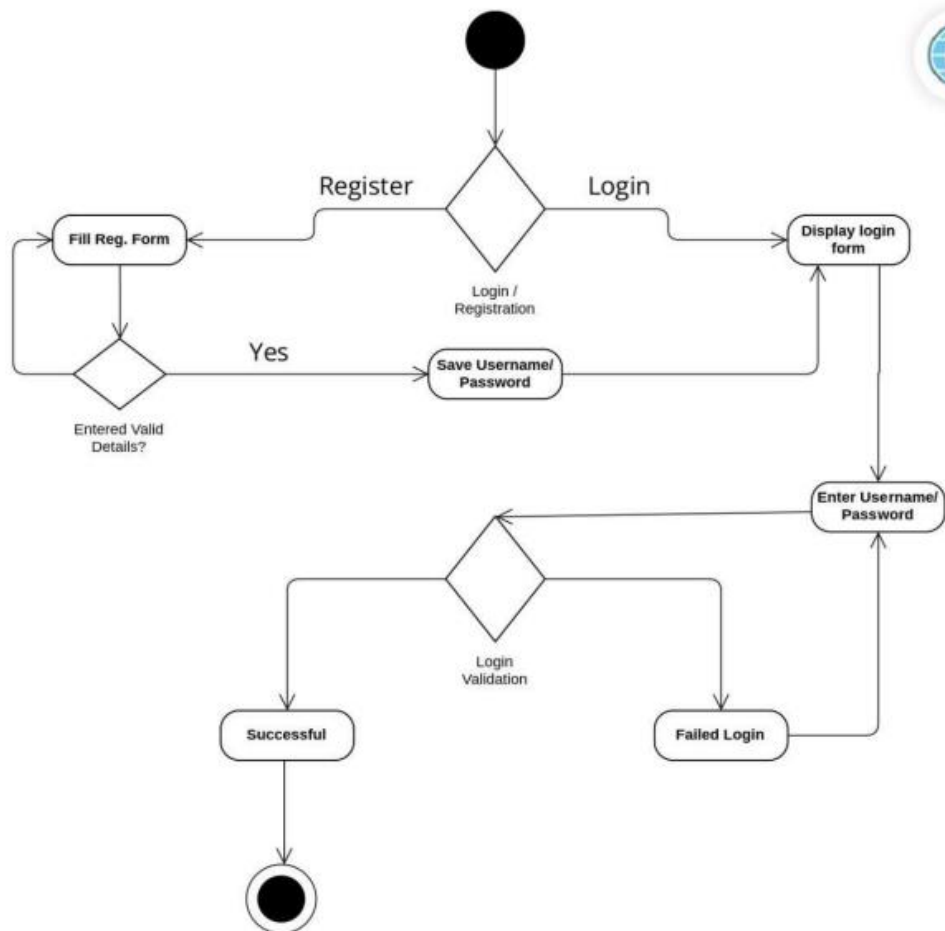 Register
Login
Fill Reg. Form
Display login
form
Login /
Registration
Yes
Save Username/
Password
Entered Valid
Details?
Enter Username/
Password
Login
Validation
Successful
Failed Login